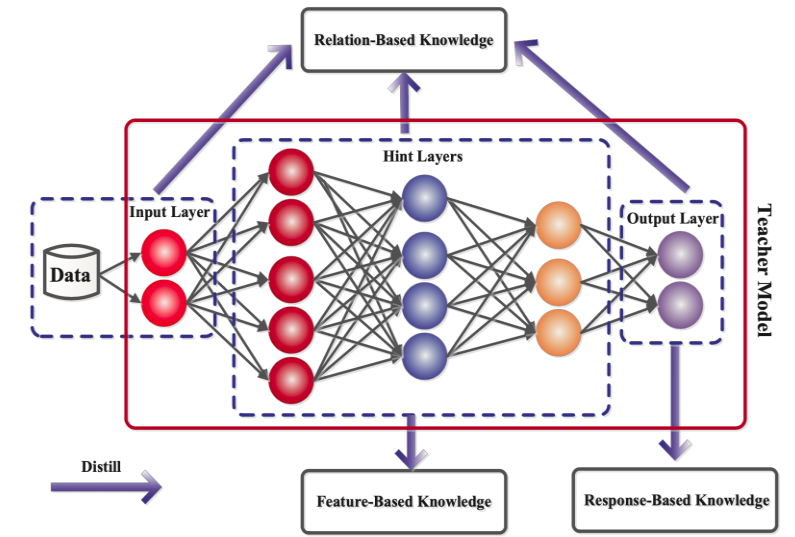 Relation-Based Knowledge
Hint Layers
Input Layer
Output Layer
Data
Teacher Model
Distill
Feature-Based Knowledge
Response-Based Knowledge